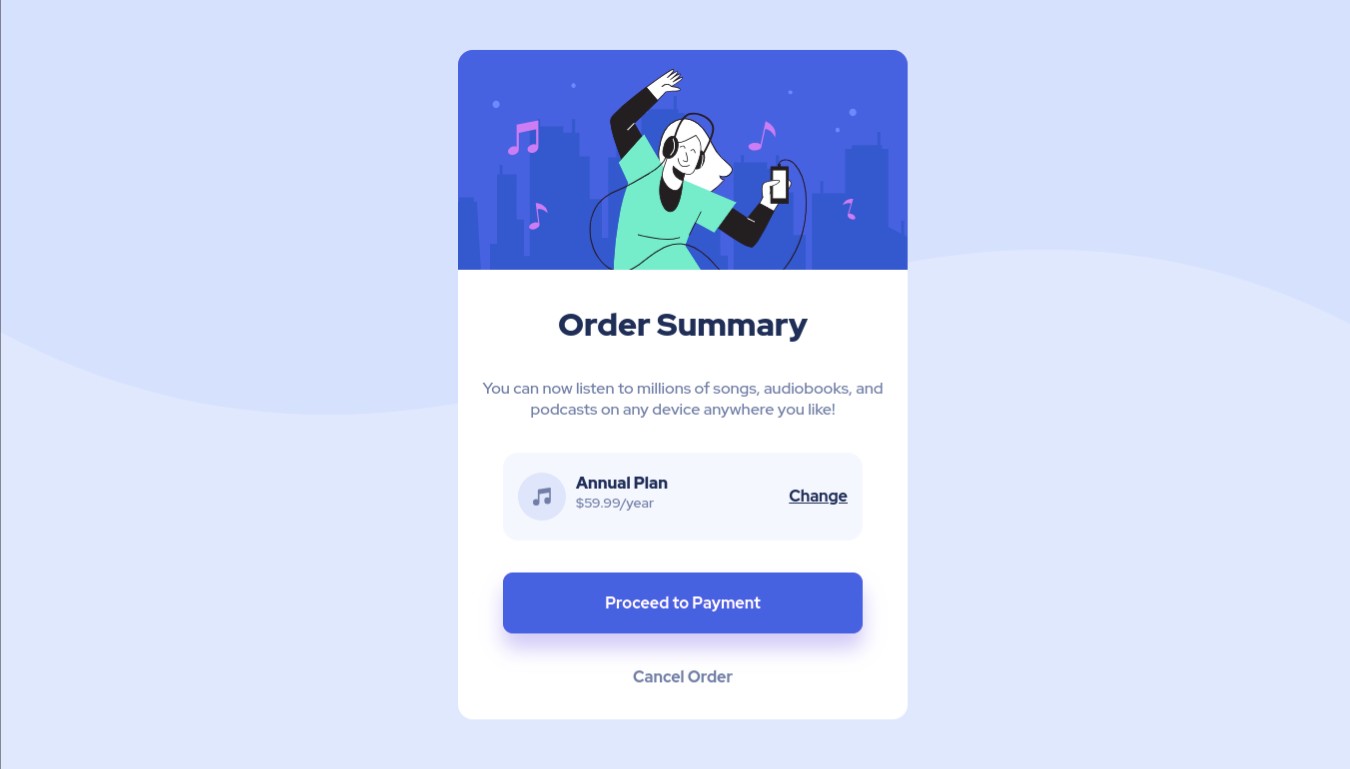 Order Summary
You can now listen to millions of songs, audiobooks, and
podcasts on any device anywhere you like!
Annual Plan
$59.99/year
Change
Proceed to Payment
Cancel Order